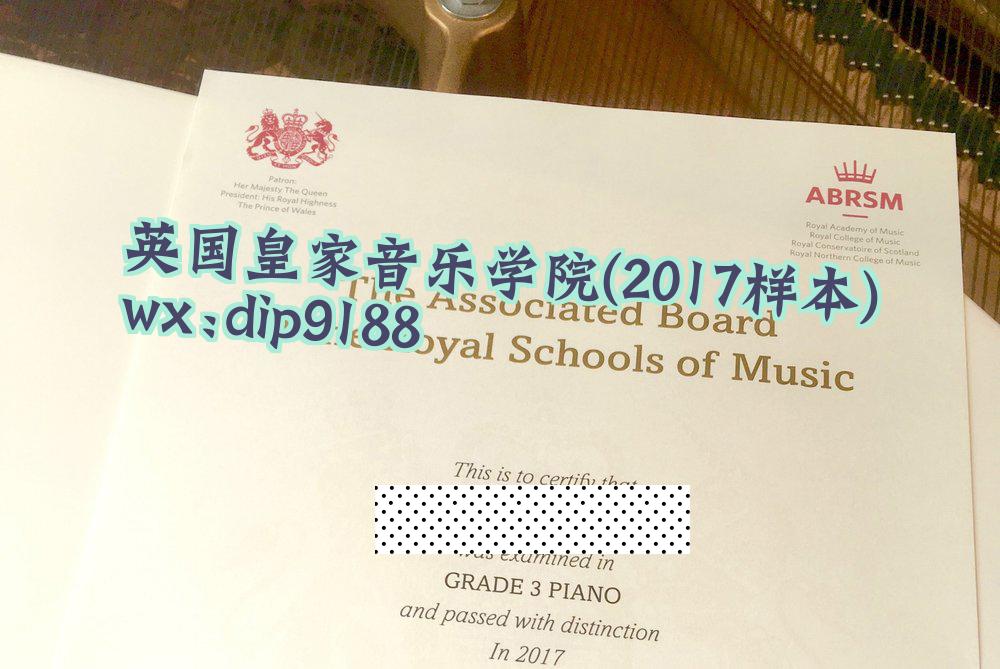 Patron:
Her Majesty The Queen
President: His Royal Highness
The Prince of Wales
ABRSM
Royal Academy of Music
Royal College of Music
Royal Conservatoire of Scotland
Royal Northern College of Music
英国皇家音乐学院(2017样本)
wx:dip9188
The Associated Board
Royal Schools of Music
This is to certify that
was examined in
GRADE 3 PIANO
and passed with distinction
In 2017